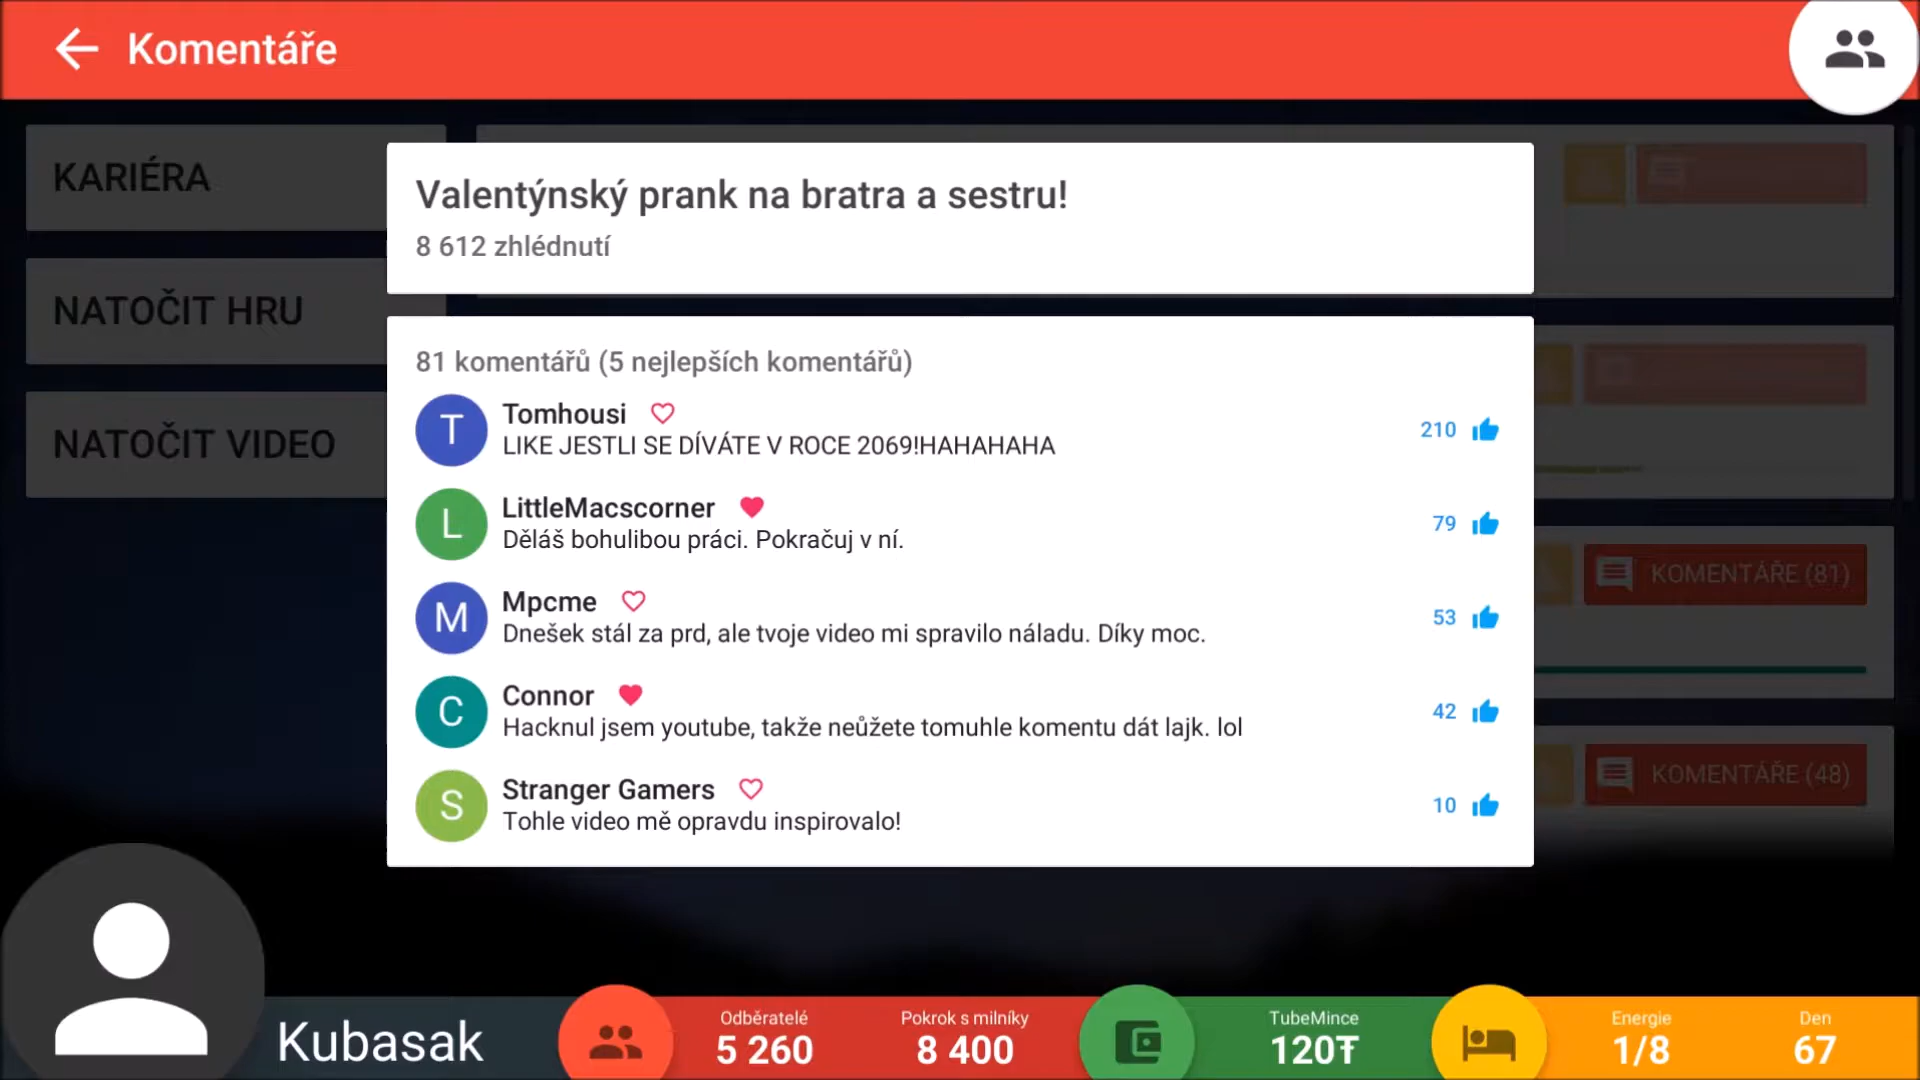 Komentáře
KARIÉRA
NATOČIT HRU
NATOČIT VIDEO
Valentýnský prank na bratra a sestru!
8 612 zhlédnutí
81 komentářů (5 nejlepších komentářů)
T
Tomhousi
LIKE JESTLI SE DÍVÁTE V ROCE 2069!HAHAHAHA
210
L
LittleMacscorner
Děláš bohulibou práci. Pokračuj v ní.
79
M
Mpcme
Dnešek stál za prd, ale tvoje video mi spravilo náladu. Díky moc.
53
C
Connor
Hacknul jsem youtube, takže neůžete tomuhle komentu dát lajk. lol
42
S
Stranger Gamers
Tohle video mě opravdu inspirovalo!
10
KOMENTÁŘE (81)
KOMENTÁŘE (48)
Kubasak
Odběratelé
5 260
Pokrok s milníky
8 400
TubeMince
120Ŧ
Energie
1/8
Den
67